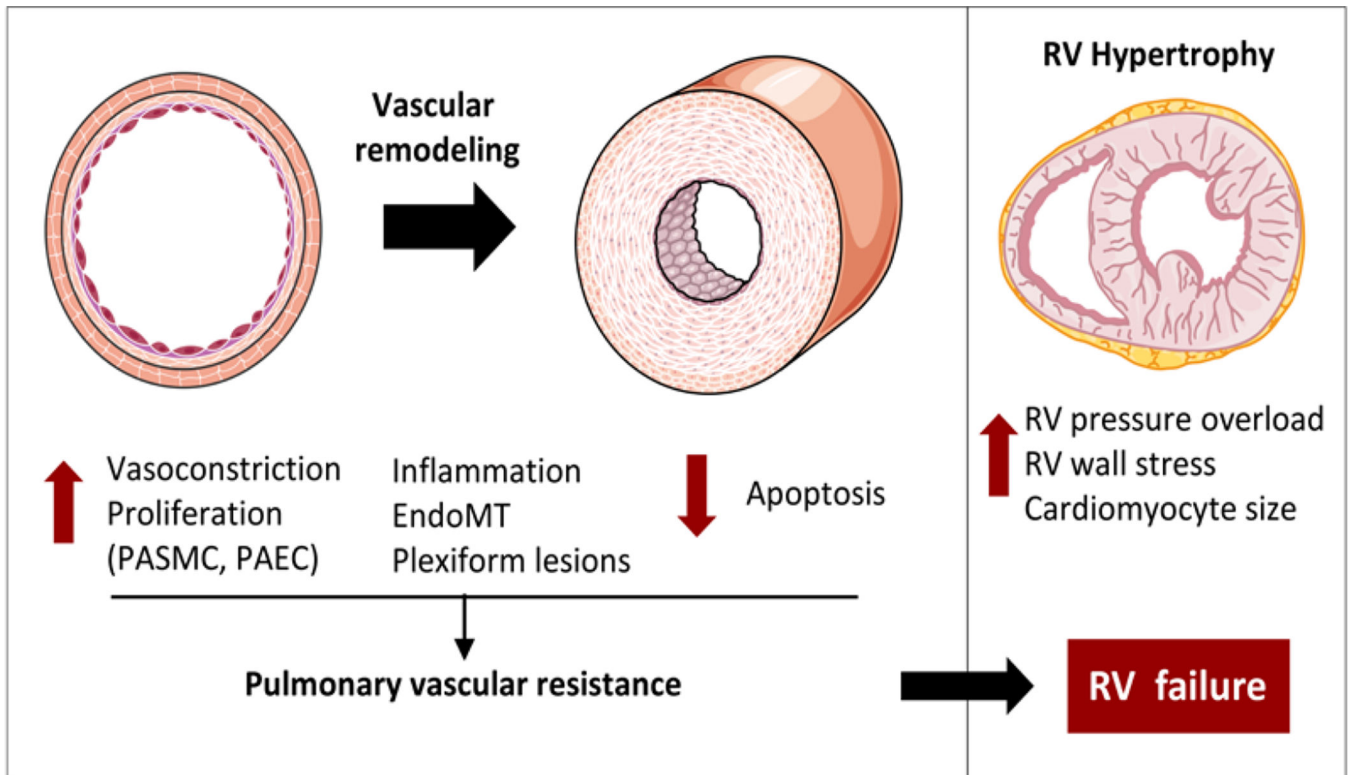 Vascular
remodeling
Vasoconstriction
Proliferation
(PASMC, PAEC)
Inflammation
EndoMT
Plexiform lesions
Apoptosis
Pulmonary vascular resistance
RV Hypertrophy
RV pressure overload
RV wall stress
Cardiomyocyte size
RV failure